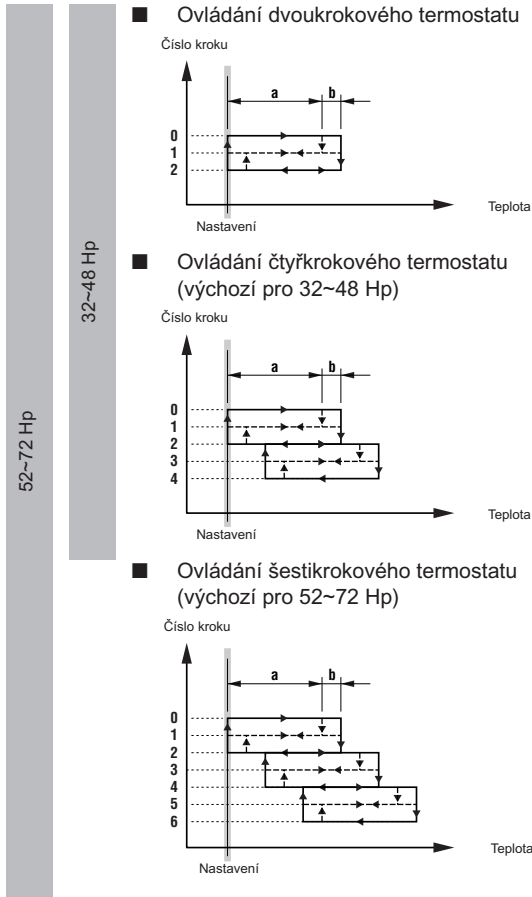 52~72 Hp
32~48 Hp
■ Ovládání dvoukrokového termostatu
Číslo kroku
a b
0
1
2
Teplota
Nastavení
■ Ovládání čtyřkrokového termostatu
(výchozí pro 32~48 Hp)
Číslo kroku
a b
0
1
2
3
4
Teplota
Nastavení
■ Ovládání šestikrokového termostatu
(výchozí pro 52~72 Hp)
Číslo kroku
a b
0
1
2
3
4
5
6
Teplota
Nastavení